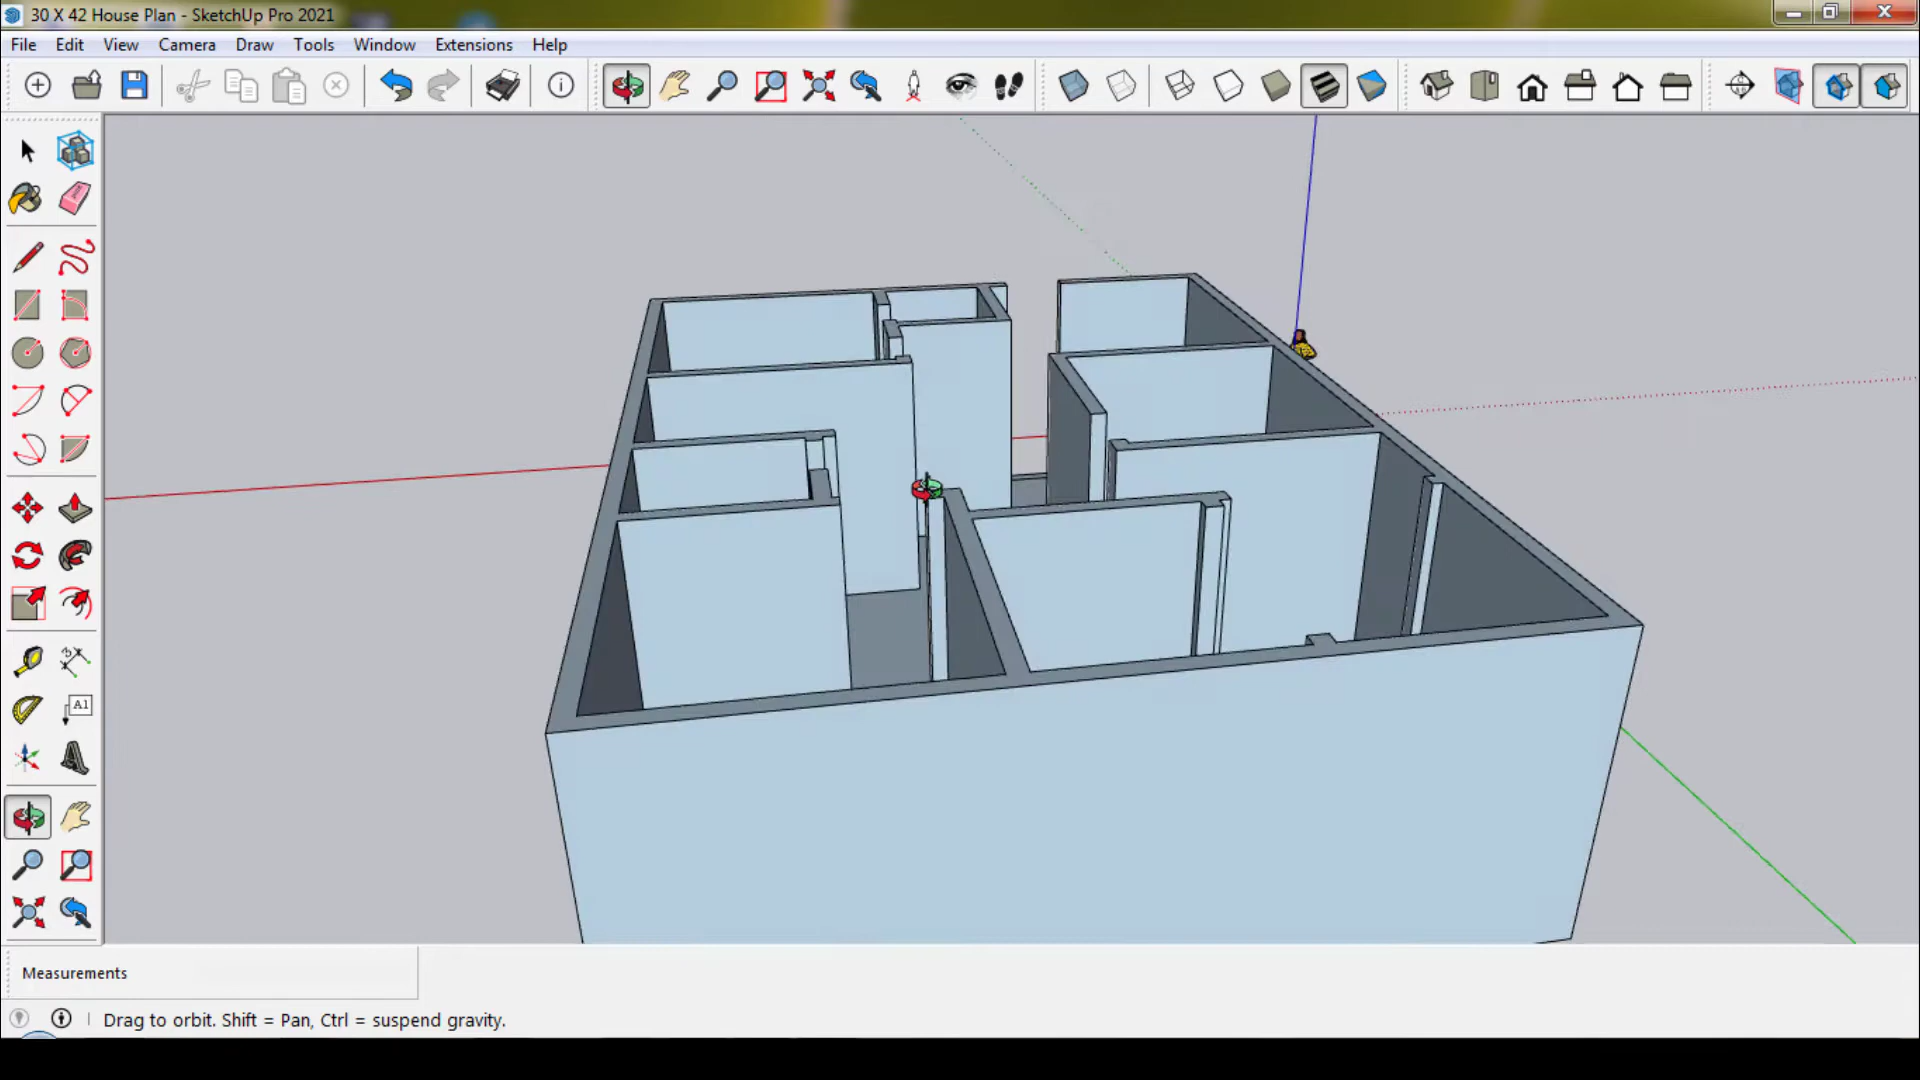 30 X 42 House Plan - SketchUp Pro 2021
File Edit View Camera Draw Tools Window Extensions Help
A1
Measurements
Drag to orbit. Shift = Pan, Ctrl = suspend gravity.